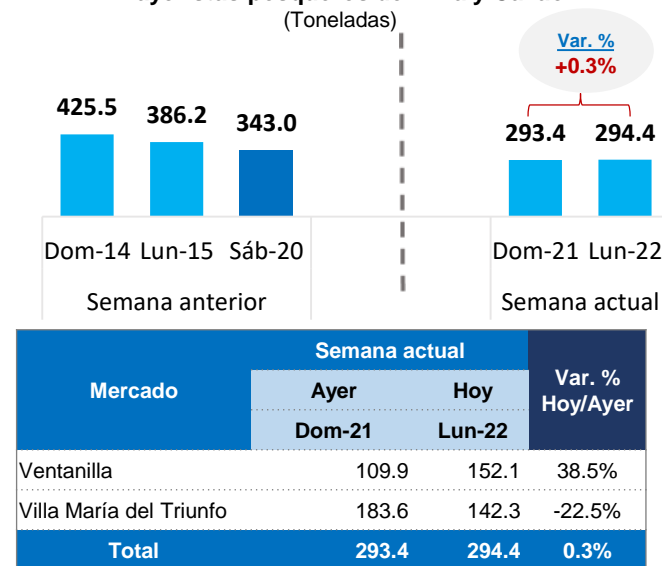 (Toneladas)
Var. %
+0.3%
425.5 386.2 343.0 293.4 294.4
Dom-14 Lun-15 Sáb-20 Dom-21 Lun-22
Semana anterior Semana actual
Mercado Semana actual Var. % Hoy/Ayer
Ayer Hoy
Dom-21 Lun-22
Ventanilla 109.9 152.1 38.5%
Villa María del Triunfo 183.6 142.3 -22.5%
Total 293.4 294.4 0.3%